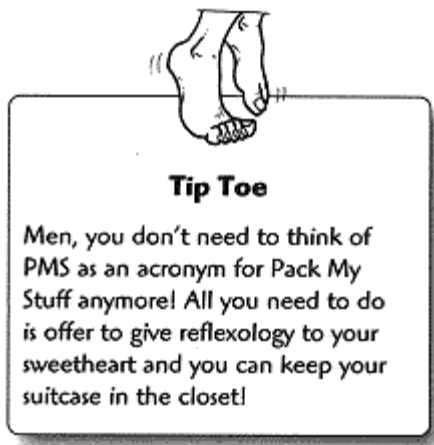 Tip Toe
Men, you don't need to think of
PMS as an acronym for Pack My
Stuff anymore! All you need to do
is offer to give reflexology to your
sweetheart and you can keep your
suitcase in the closet!